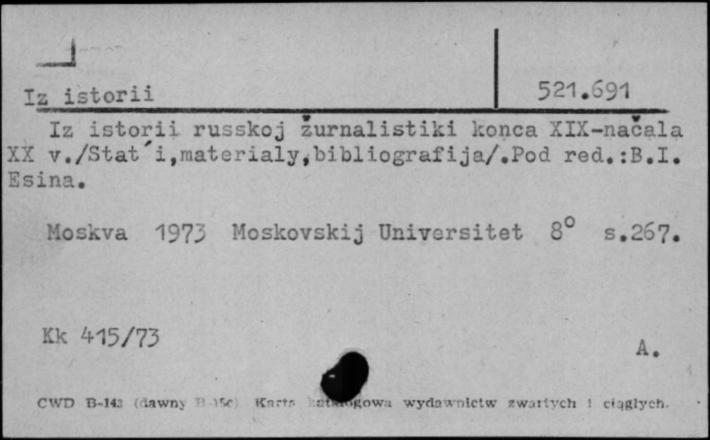 Iz istorii
521.691
Iz istorii russkoj žurnalistiki konca XIX-načala
XX v./Stat´i,materialy,bibliografija/.Pod red.:B.I.
Esina.
Moskva 1973 Moskovskij Universitet 8° s.267.
Kk 415/73
A.
CWD B-143 (dawny Karta katalogowa wydawnictw zwartych i ciągłych.